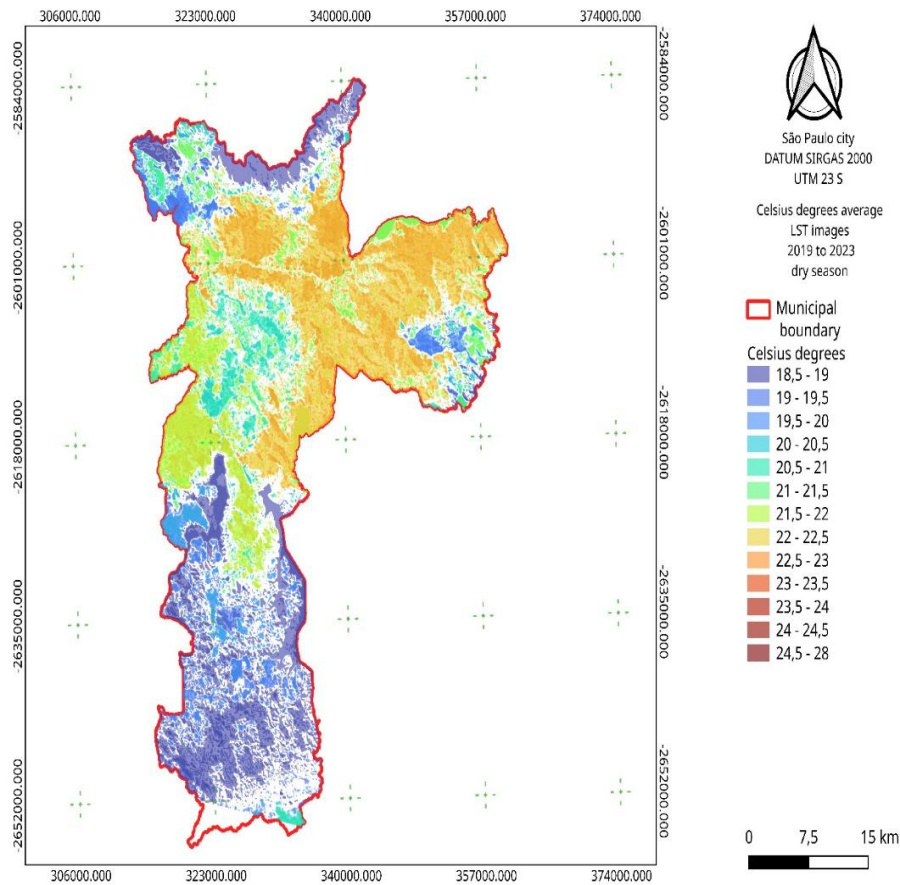 306000.000 323000.000 340000.000 357000.000 374000.000
-2584000.000 -2584000.000
-2601000.000 -2601000.000
-2618000.000 -2618000.000
-2635000.000 -2635000.000
-2652000.000 -2652000.000
306000.000 323000.000 340000.000 357000.000 374000.000
São Paulo city
DATUM SIRGAS 2000
UTM 23 S
Celsius degrees average
LST images
2019 to 2023
dry season
Municipal
boundary
Celsius degrees
18,5 - 19
19 - 19,5
19,5 - 20
20 - 20,5
20,5 - 21
21 - 21,5
21,5 - 22
22 - 22,5
22,5 - 23
23 - 23,5
23,5 - 24
24 - 24,5
24,5 - 28
0 7,5 15 km